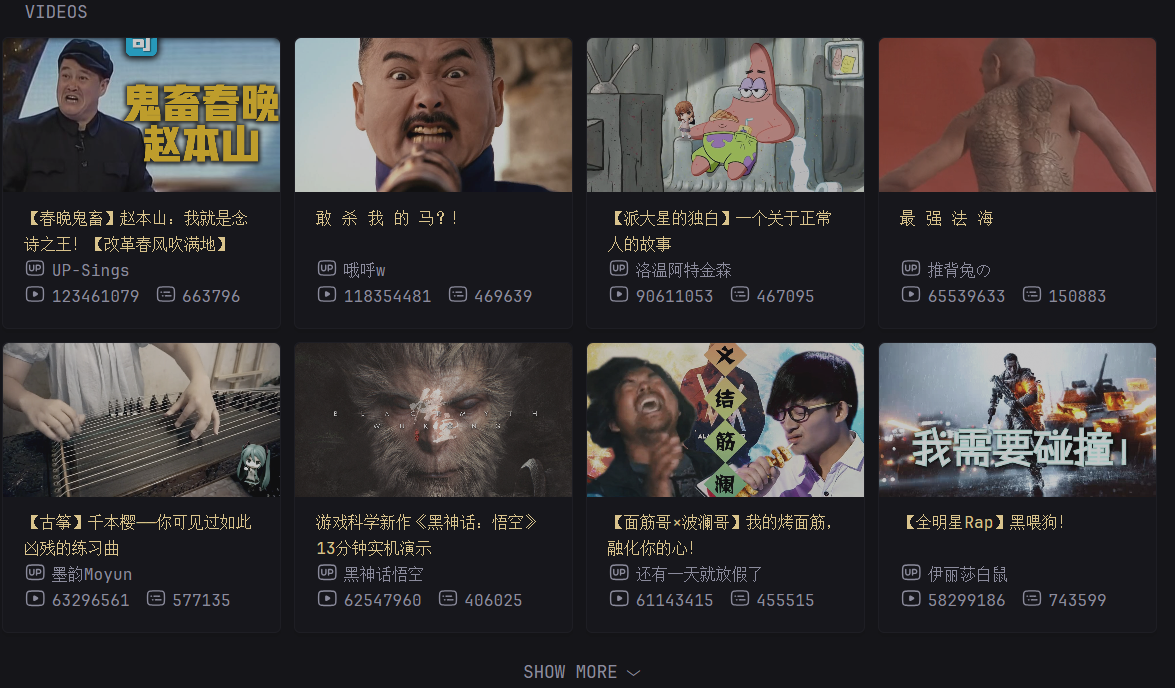 VIDEOS
鬼畜春晚
赵本山
【春晚鬼畜】赵本山: 我就是念
诗之王! 【改革春风吹满地】
UP UP-Sings
123461079 663796
敢 杀 我 的 马?!
UP 哦呼w
118354481 469639
【派大星的独白】一个关于正常
人的故事
UP 洛温阿特金森
90611053 467095
最 强 法 海
UP 推背兔の
65539633 150883
【古筝】千本樱——你可见过如此
凶残的练习曲
UP 墨韵Moyun
63296561 577135
BLACK MYTH
WUKONG
游戏科学新作《黑神话: 悟空》
13分钟实机演示
UP 黑神话悟空
62547960 406025
文
结
筋
澜
【面筋哥×波澜哥】我的烤面筋,
融化你的心!
UP 还有一天就放假了
61143415 455515
我需要碰撞
【全明星Rap】黑喂狗!
UP 伊丽莎白鼠
58299186 743599
SHOW MORE